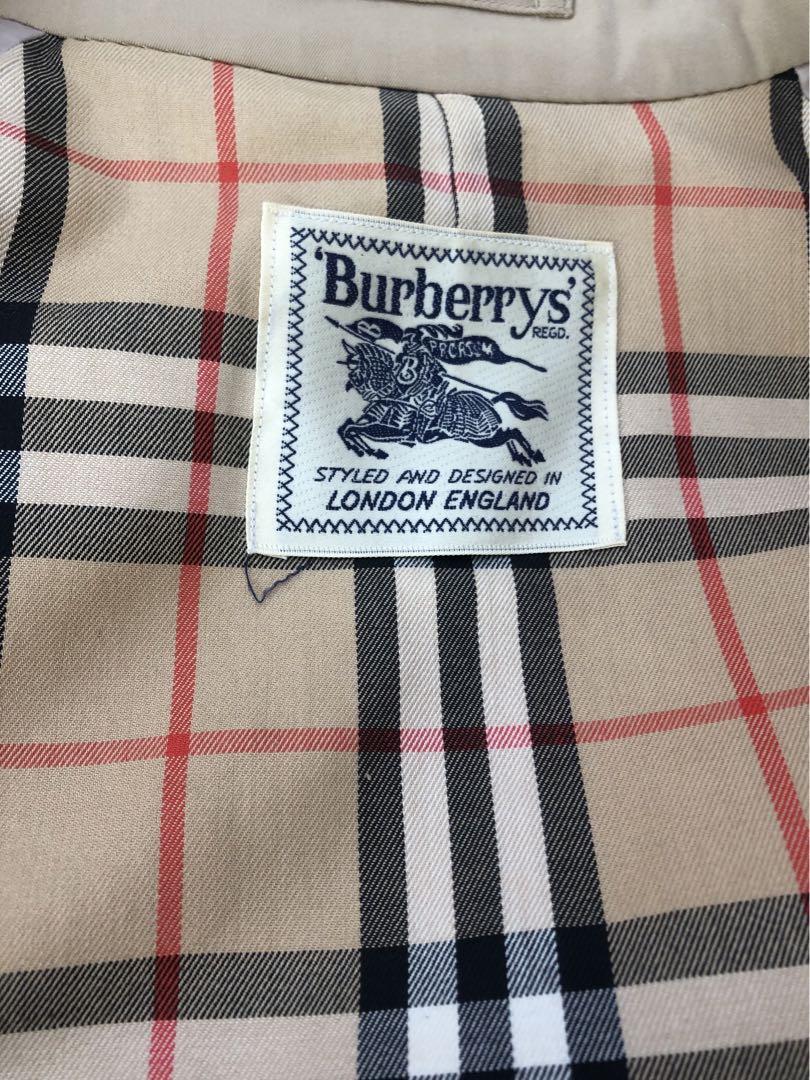 'Burberrys'
REGD.
PRORSUM
B
STYLED AND DESIGNED IN
LONDON ENGLAND